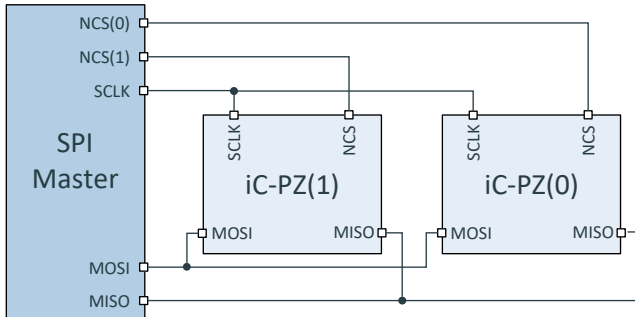 NCS(0)
NCS(1)
SCLK
SPI
Master
MOSI
MISO
SCLK
NCS
iC-PZ(1)
MOSI
MISO
SCLK
NCS
iC-PZ(0)
MOSI
MISO